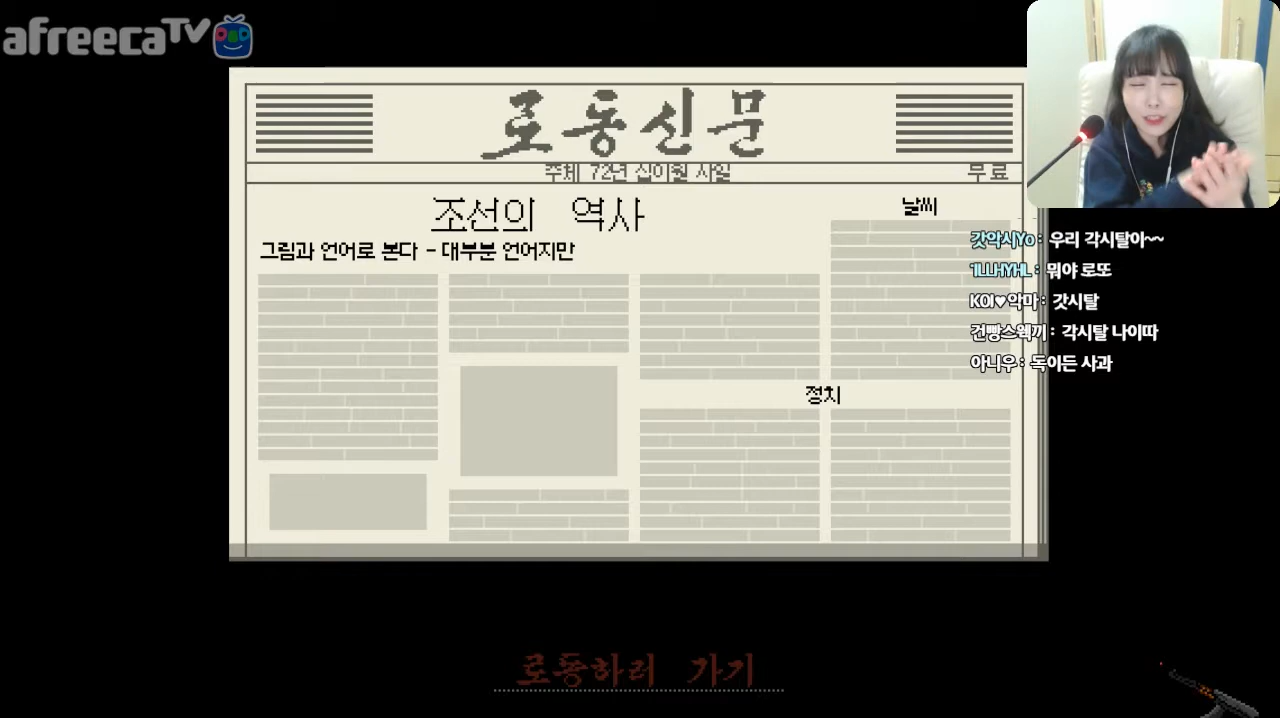 afreecaTV
로동신문
주체 72년 십이월 사일
무료
조선의 역사
그림과 언어로 본다 - 대부분 언어지만
날씨
정치
갓악시Yo : 우리 각시탈이~~
1LLHYHL : 뭐야 로또
KOI♥악마 : 갓시탈
건빵스웩끼 : 각시탈 나이따
아니우 : 독이든 사과
로동하러 가기